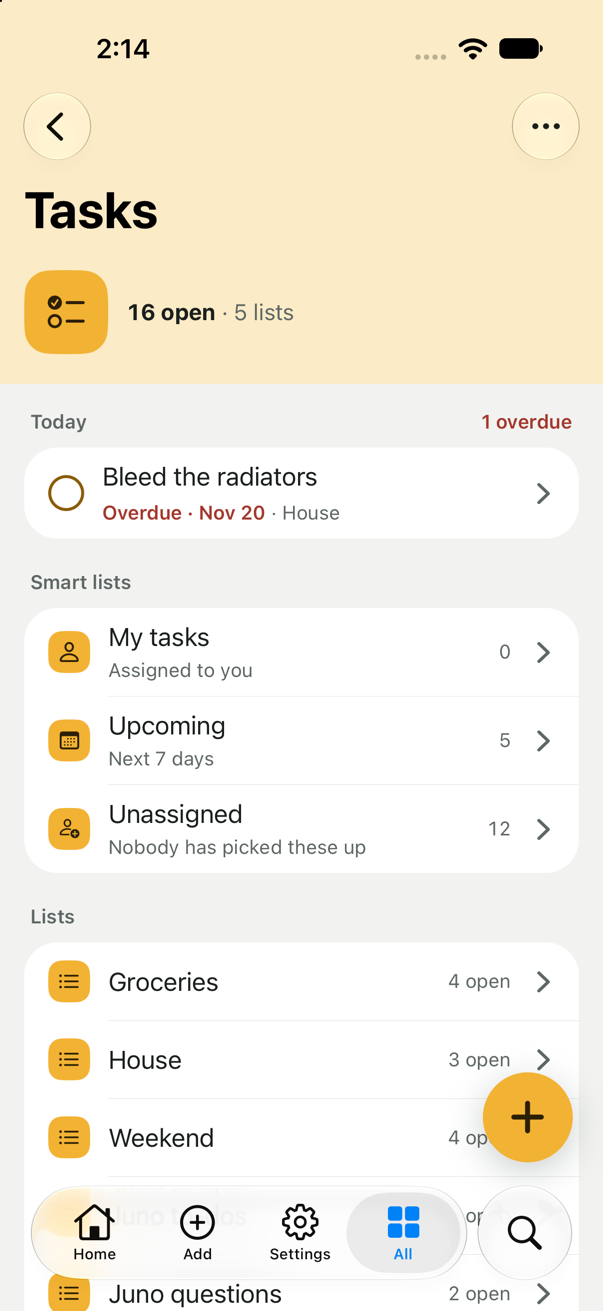 2:14
Tasks
16 open · 5 lists
Today
1 overdue
Bleed the radiators
Overdue · Nov 20 · House
Smart lists
My tasks
0
Assigned to you
Upcoming
5
Next 7 days
Unassigned
12
Nobody has picked these up
Lists
Groceries
4 open
House
3 open
Weekend
4 op
Home
Add
Settings
All
Juno questions
2 open